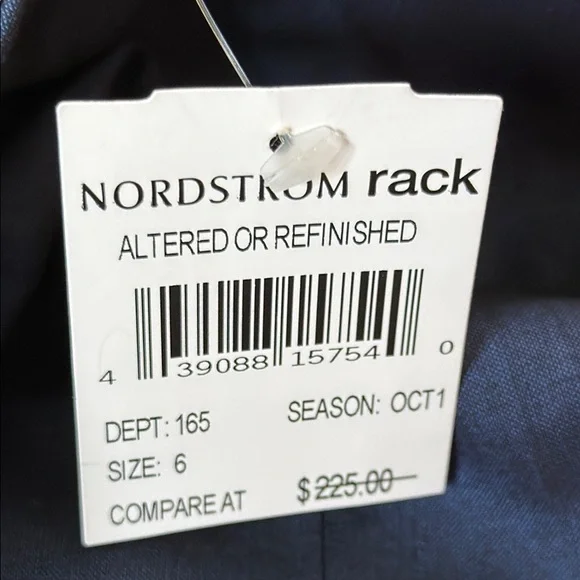 NORDSTROM rack
ALTERED OR REFINISHED
4 39088 15754 0
DEPT: 165 SEASON: OCT1
SIZE: 6
COMPARE AT $225.00